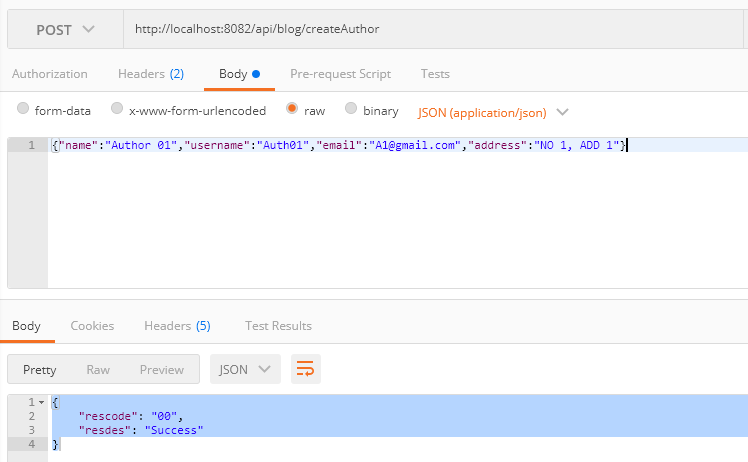 POST http://localhost:8082/api/blog/createAuthor
Authorization Headers (2) Body Pre-request Script Tests
form-data x-www-form-urlencoded raw binary JSON (application/json)
1 {"name":"Author 01","username":"Auth01","email":"A1@gmail.com","address":"NO 1, ADD 1"}
Body Cookies Headers (5) Test Results
Pretty Raw Preview JSON
1 {
2 "rescode": "00",
3 "resdes": "Success"
4 }